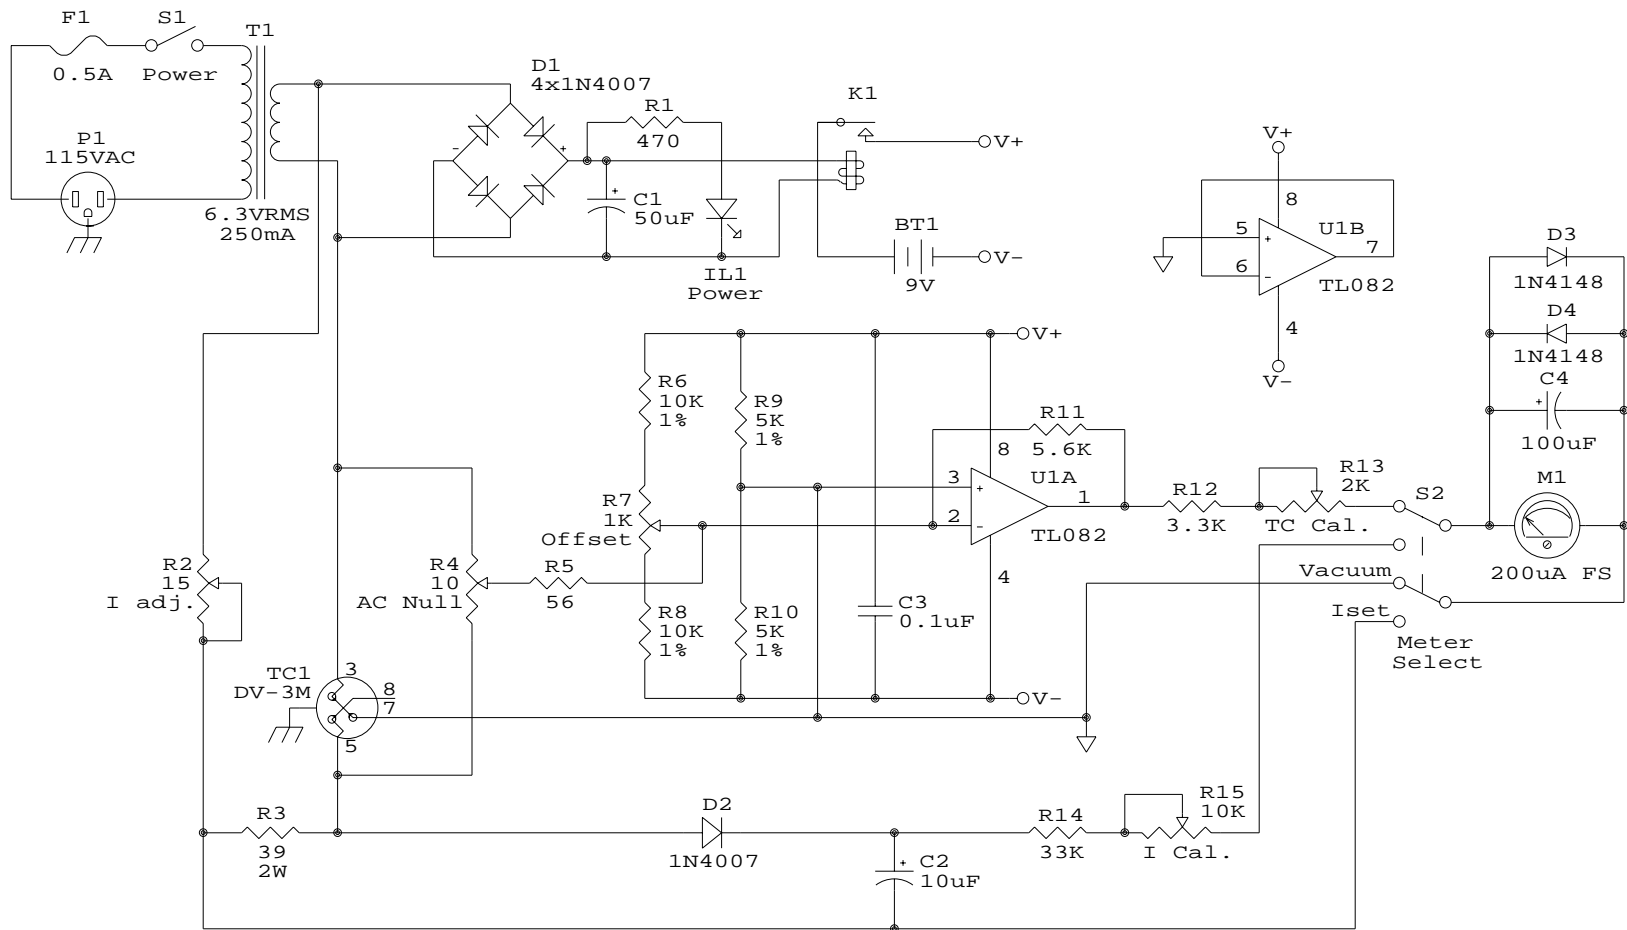 F1
S1
T1
0.5A
Power
P1
115VAC
6.3VRMS
250mA
D1
4x1N4007
R1
470
+
-
+
C1
50uF
IL1
Power
K1
V+
BT1
9V
V-
V+
8
5
+
6
-
U1B
7
TL082
4
V-
D3
1N4148
D4
1N4148
C4
+
100uF
M1
200uA FS
V+
R6
10K
1%
R9
5K
1%
R11
5.6K
8
U1A
3
+
2
-
1
TL082
4
R7
1K
Offset
R12
3.3K
R13
2K
TC Cal.
S2
Vacuum
Iset
Meter
Select
R2
15
I adj.
R4
10
AC Null
R5
56
R8
10K
1%
R10
5K
1%
C3
0.1uF
V-
TC1
DV-3M
3
8
7
5
R3
39
2W
D2
1N4007
+
C2
10uF
R14
33K
R15
10K
I Cal.